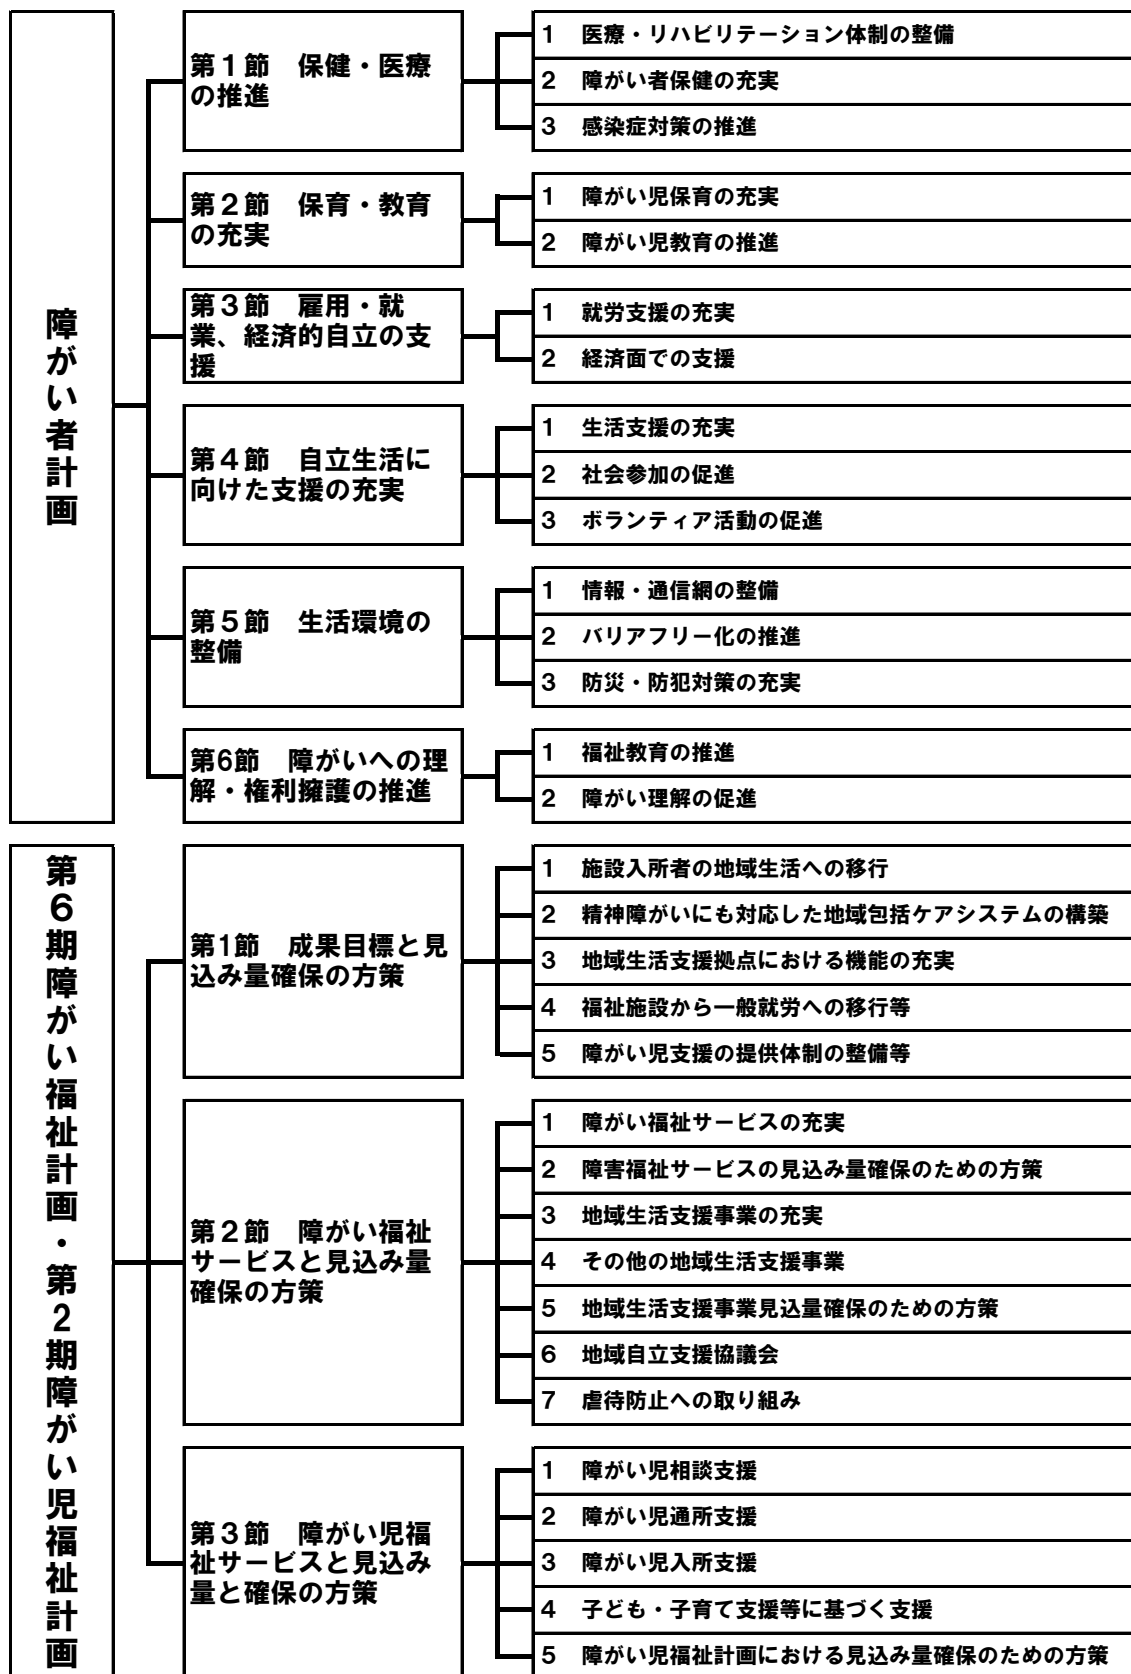 障がい者計画
第１節　保健・医療
の推進
1　医療・リハビリテーション体制の整備
2　障がい者保健の充実
3　感染症対策の推進
第２節　保育・教育
の充実
1　障がい児保育の充実
2　障がい児教育の推進
第３節　雇用・就
業、経済的自立の支
援
1　就労支援の充実
2　経済面での支援
第４節　自立生活に
向けた支援の充実
1　生活支援の充実
2　社会参加の促進
3　ボランティア活動の促進
第５節　生活環境の
整備
1　情報・通信網の整備
2　バリアフリー化の推進
3　防災・防犯対策の充実
第6節　障がいへの理
解・権利擁護の推進
1　福祉教育の推進
2　障がい理解の促進
第６期障がい福祉計画・第２期障がい児福祉計画
第1節　成果目標と見
込み量確保の方策
1　施設入所者の地域生活への移行
2　精神障がいにも対応した地域包括ケアシステムの構築
3　地域生活支援拠点における機能の充実
4　福祉施設から一般就労への移行等
5　障がい児支援の提供体制の整備等
第２節　障がい福祉
サービスと見込み量
確保の方策
1　障がい福祉サービスの充実
2　障害福祉サービスの見込み量確保のための方策
3　地域生活支援事業の充実
4　その他の地域生活支援事業
5　地域生活支援事業見込量確保のための方策
6　地域自立支援協議会
7　虐待防止への取り組み
第３節　障がい児福
祉サービスと見込み
量と確保の方策
1　障がい児相談支援
2　障がい児通所支援
3　障がい児入所支援
4　子ども・子育て支援等に基づく支援
5　障がい児福祉計画における見込み量確保のための方策